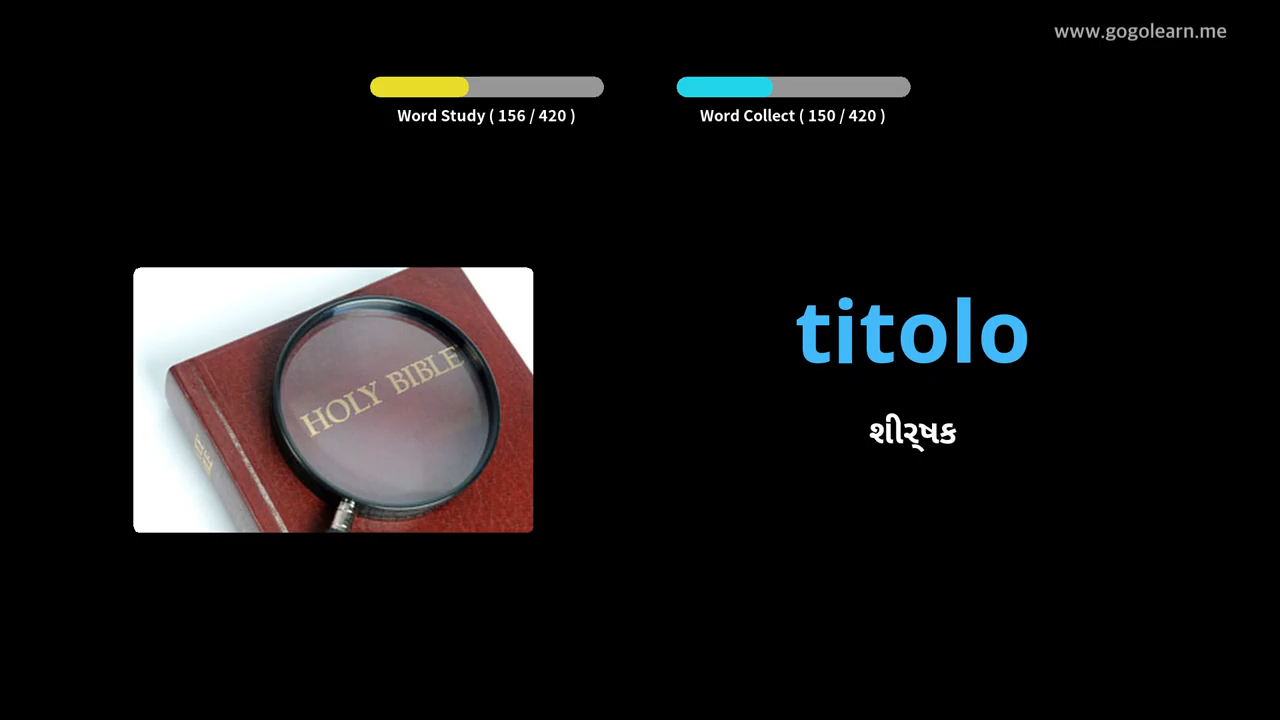 www.gogolearn.me
Word Study ( 156 / 420 )
Word Collect ( 150 / 420 )
HOLY BIBLE
titolo
શીર્ષક